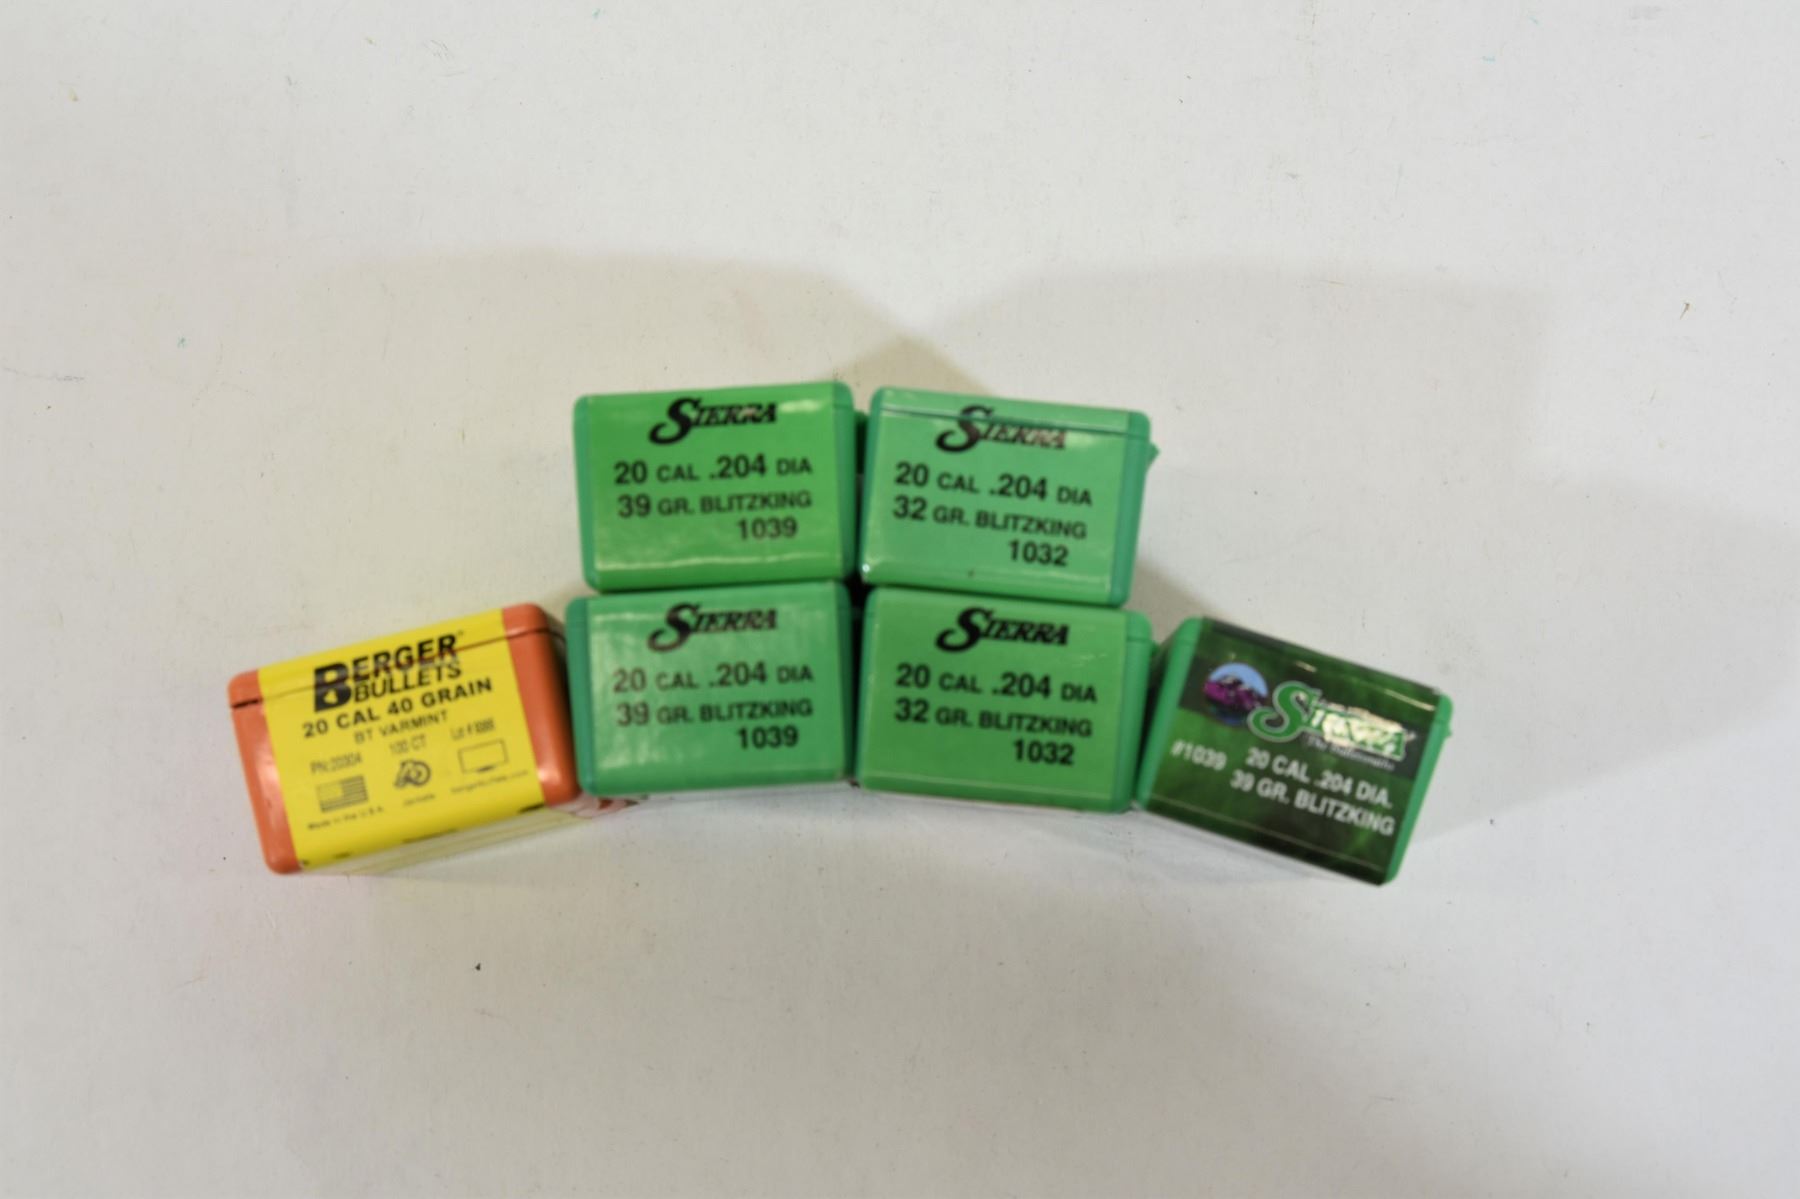 SIERRA
20 CAL .204 DIA
39 GR. BLITZKING
1039
SIERRA
20 CAL .204 DIA
32 GR. BLITZKING
1032
BERGER
BULLETS
20 CAL 40 GRAIN
BT VARMINT
100 CT
Made in the U.S.A.
SIERRA
20 CAL .204 DIA
39 GR. BLITZKING
1039
SIERRA
20 CAL .204 DIA
32 GR. BLITZKING
1032
SIERRA
#1039 20 CAL .204 DIA.
39 GR. BLITZKING